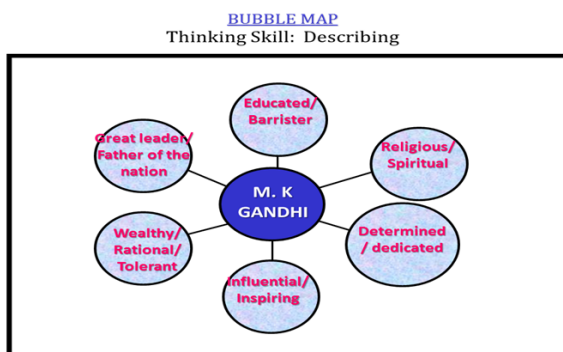 BUBBLE MAP
Thinking Skill: Describing
Educated/
Barrister
Great leader/
Father of the
nation
Religious/
Spiritual
M. K
GANDHI
Wealthy/
Rational/
Tolerant
Determined
/ dedicated
Influential/
Inspiring